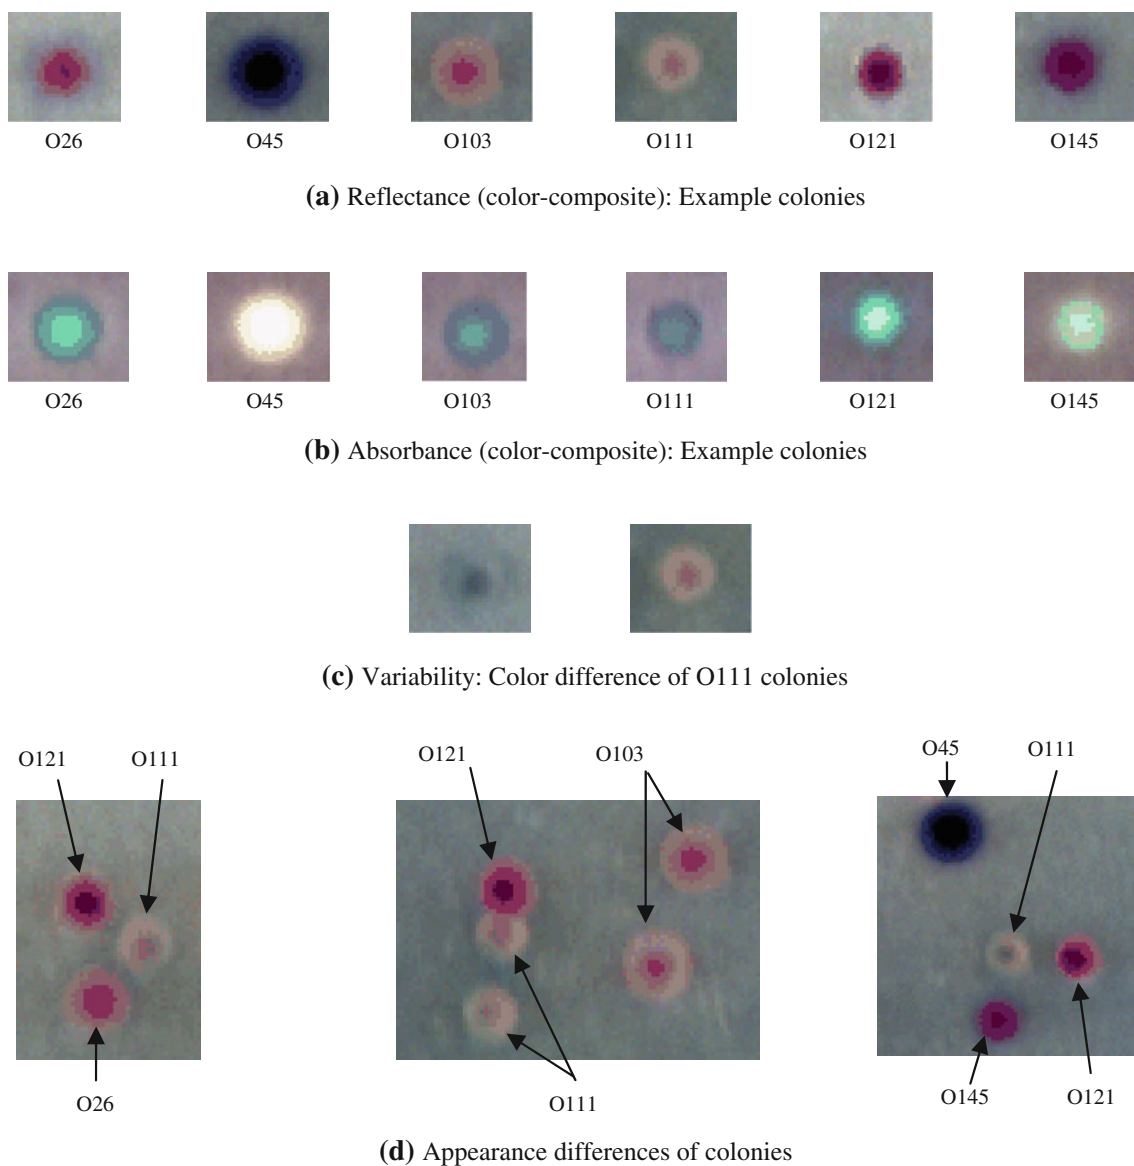 O26 O45 O103 O111 O121 O145
(a) Reflectance (color-composite): Example colonies
O26 O45 O103 O111 O121 O145
(b) Absorbance (color-composite): Example colonies
(c) Variability: Color difference of O111 colonies
O121 O111 O121 O103 O45 O111
O26 O111 O145 O121
(d) Appearance differences of colonies